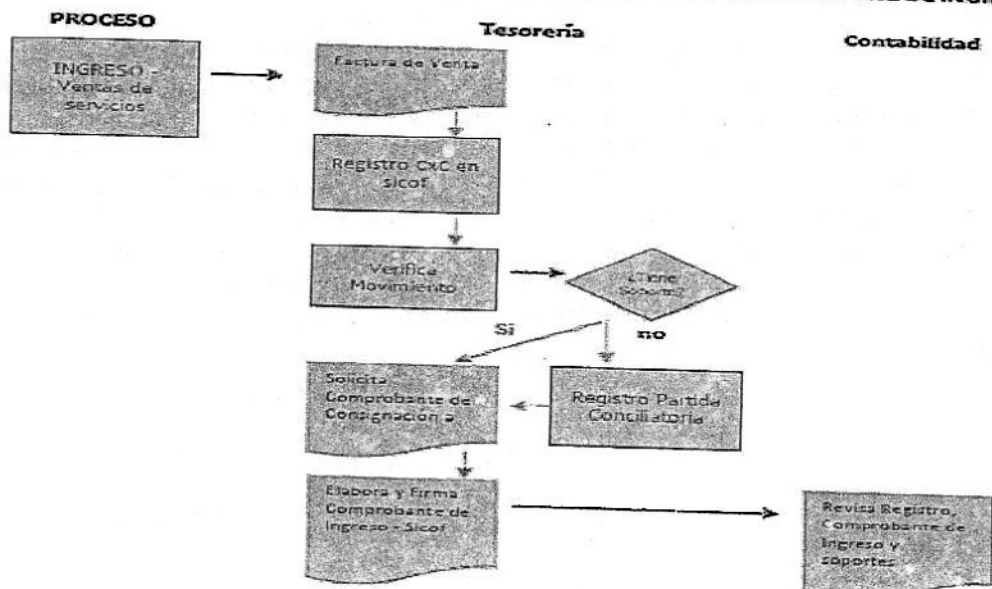 PROCESO
Tesorería
Contabilidad
INGRESO -
Ventas de
servicios
Factura de Venta
Registro CxC en
sicof
Verifica
Movimiento
¿Tiene
Soporte?
Si
no
Solicita
Comprobante de
Consignación a
Registro Partida
Conciliatoria
Elabora y Firma
Comprobante de
Ingreso - Sicof
Revisa Registro,
Comprobante de
Ingreso y
soportes